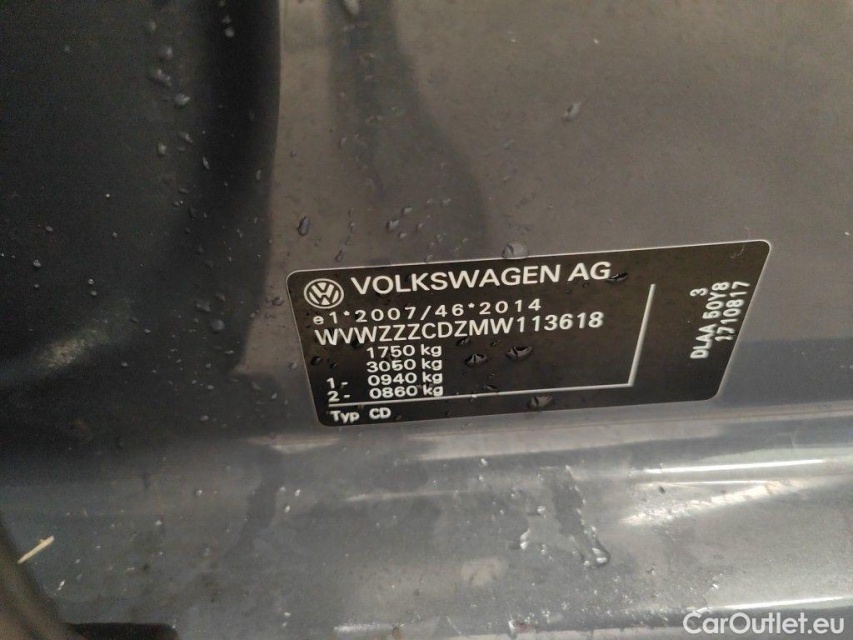 VOLKSWAGEN AG
e1*2007/46*2014
WVWZZZCDZMW113618
1750 kg
3050 kg
1- 0940 kg
2- 0860 kg
Typ CD
3
DLAA 50Y8
1710817
CarOutlet.eu